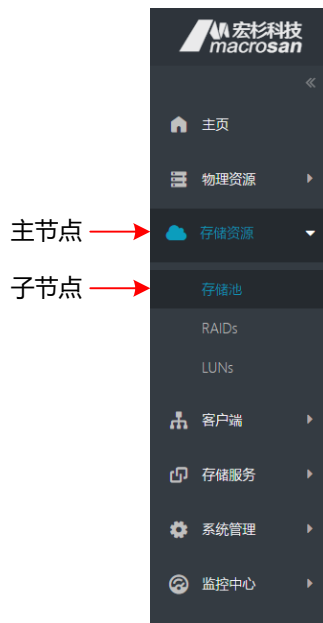 宏杉科技
macrosan
主页
物理资源
主节点
存储资源
子节点
存储池
RAIDs
LUNs
客户端
存储服务
系统管理
监控中心